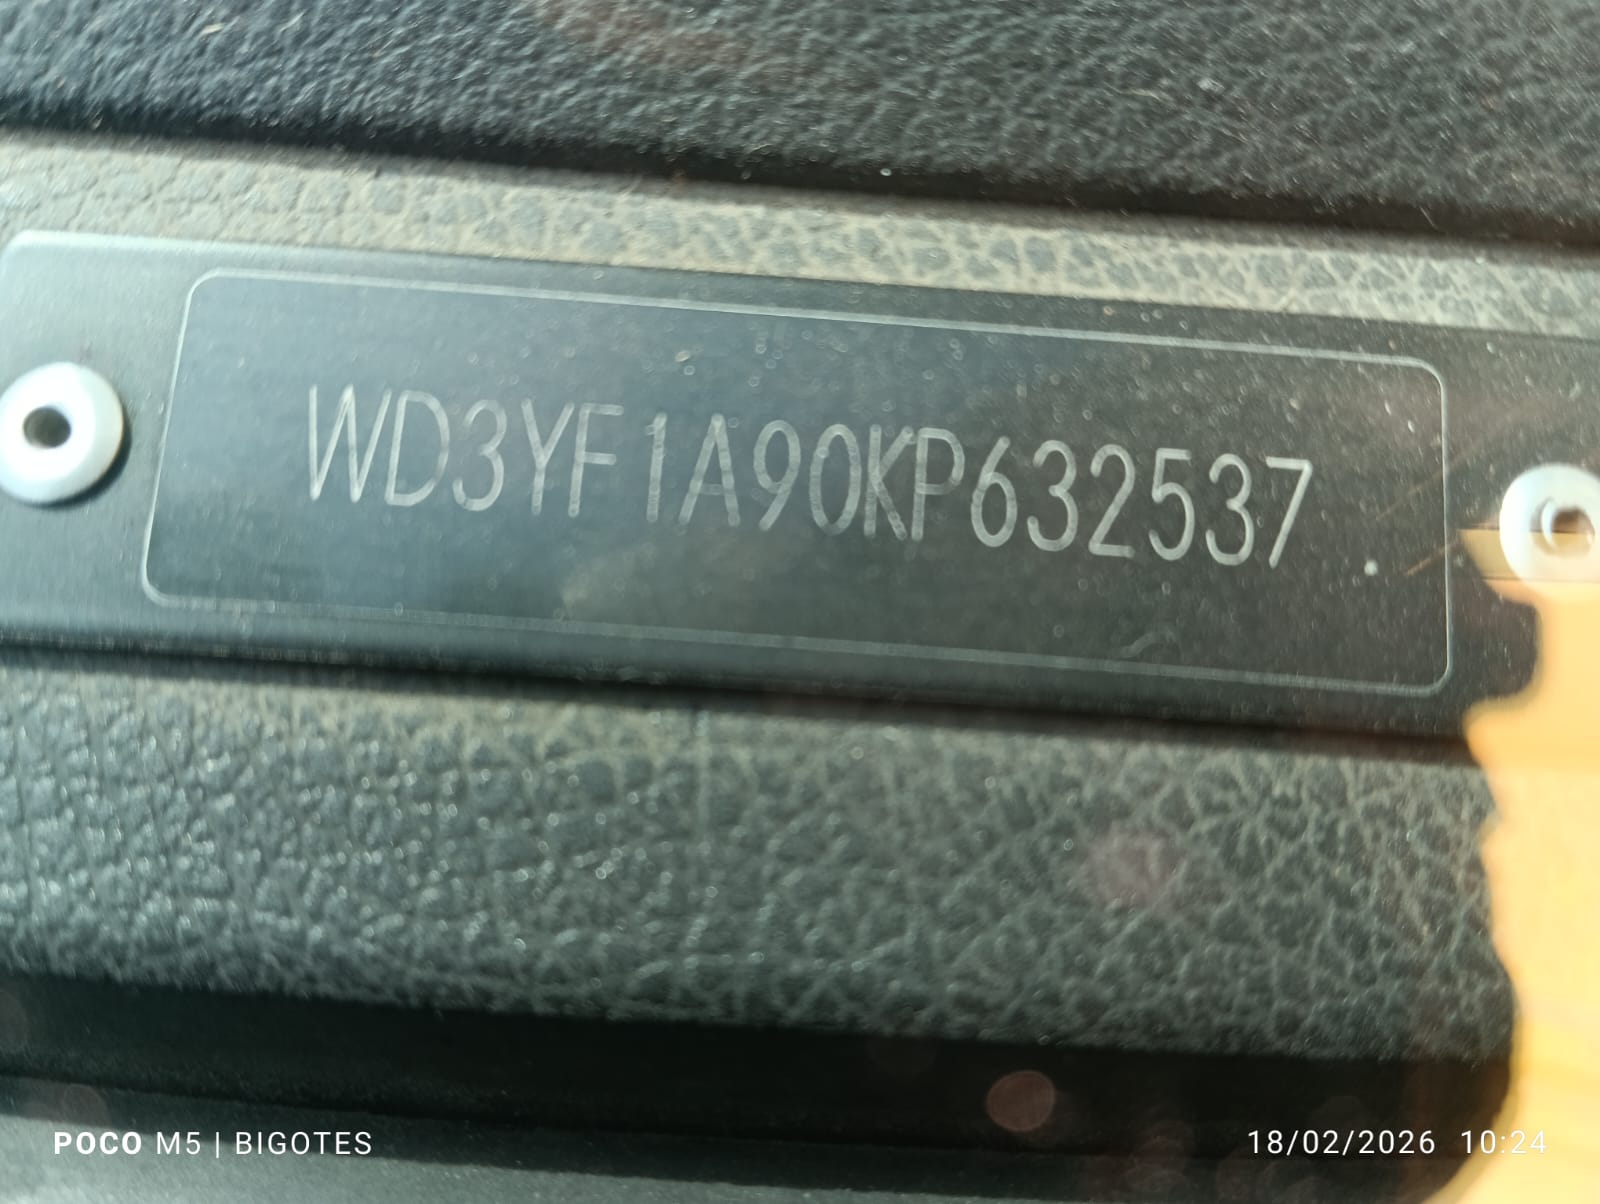 WD3YF1A90KP632537
POCO M5 | BIGOTES
18/02/2026 10:24